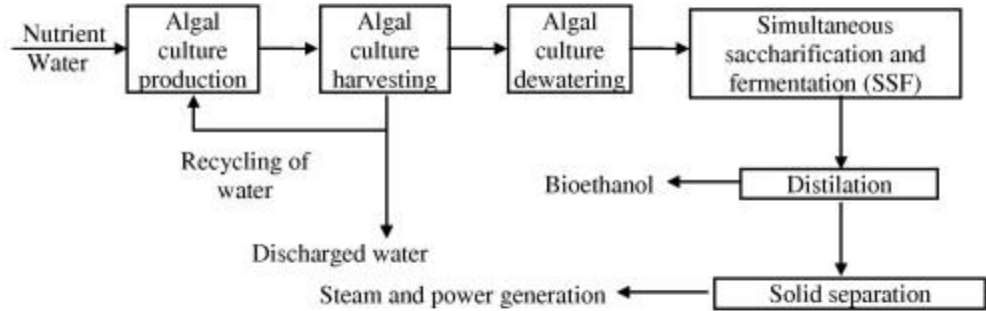 Nutrient
Water
Algal
culture
production
Algal
culture
harvesting
Algal
culture
dewatering
Simultaneous
saccharification and
fermentation (SSF)
Recycling of
water
Bioethanol
Distilation
Discharged water
Steam and power generation
Solid separation